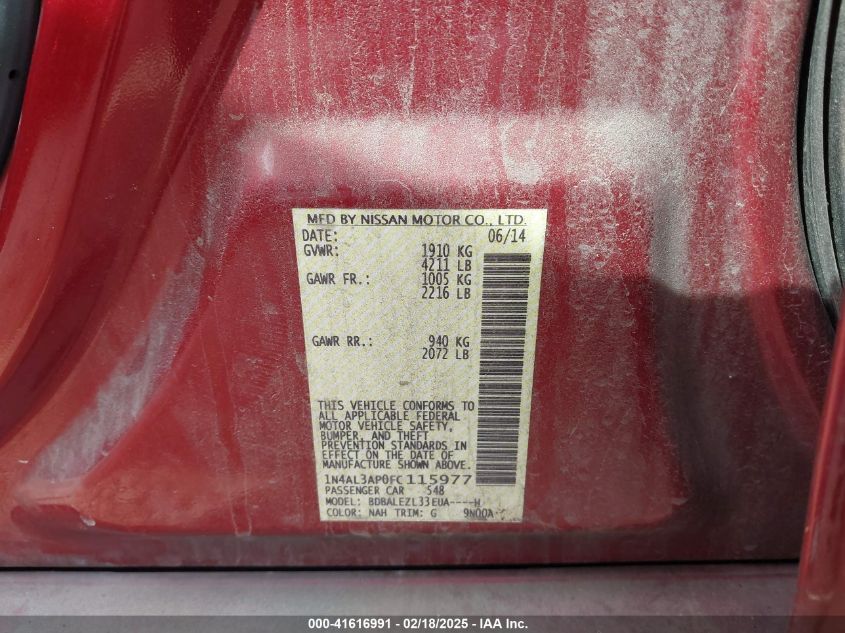 MFD BY NISSAN MOTOR CO., LTD.
DATE: 06/14
GVWR: 1910 KG
4211 LB
GAWR FR.: 1005 KG
2216 LB
GAWR RR.: 940 KG
2072 LB
THIS VEHICLE CONFORMS TO
ALL APPLICABLE FEDERAL
MOTOR VEHICLE SAFETY,
BUMPER, AND THEFT
PREVENTION STANDARDS IN
EFFECT ON THE DATE OF
MANUFACTURE SHOWN ABOVE.
1N4AL3AP0FC115977
PASSENGER CAR 548
MODEL: BDBALEZL33EUA----H
COLOR: NAH TRIM: G 9N00A
000-41616991 - 02/18/2025 - IAA Inc.